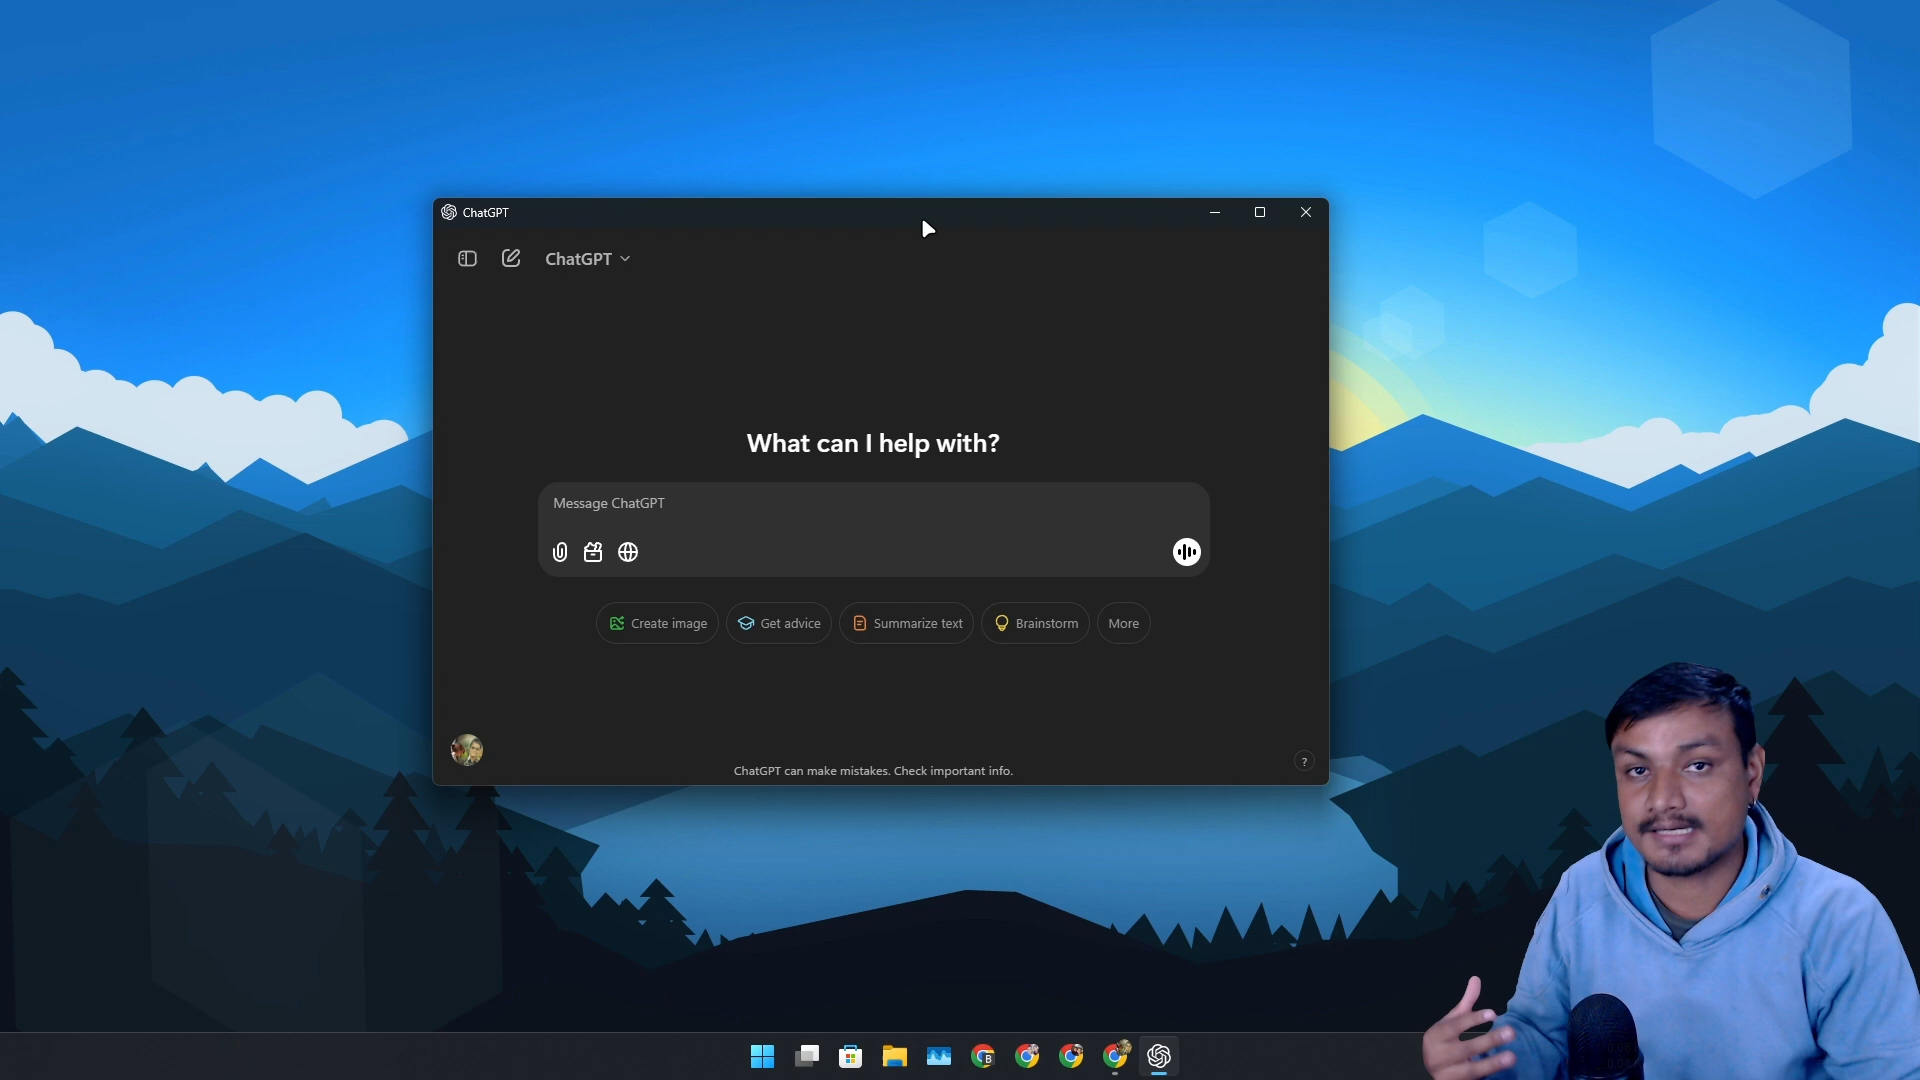 ChatGPT
ChatGPT
What can I help with?
Message ChatGPT
Create image
Get advice
Summarize text
Brainstorm
More
ChatGPT can make mistakes. Check important info.
?
B